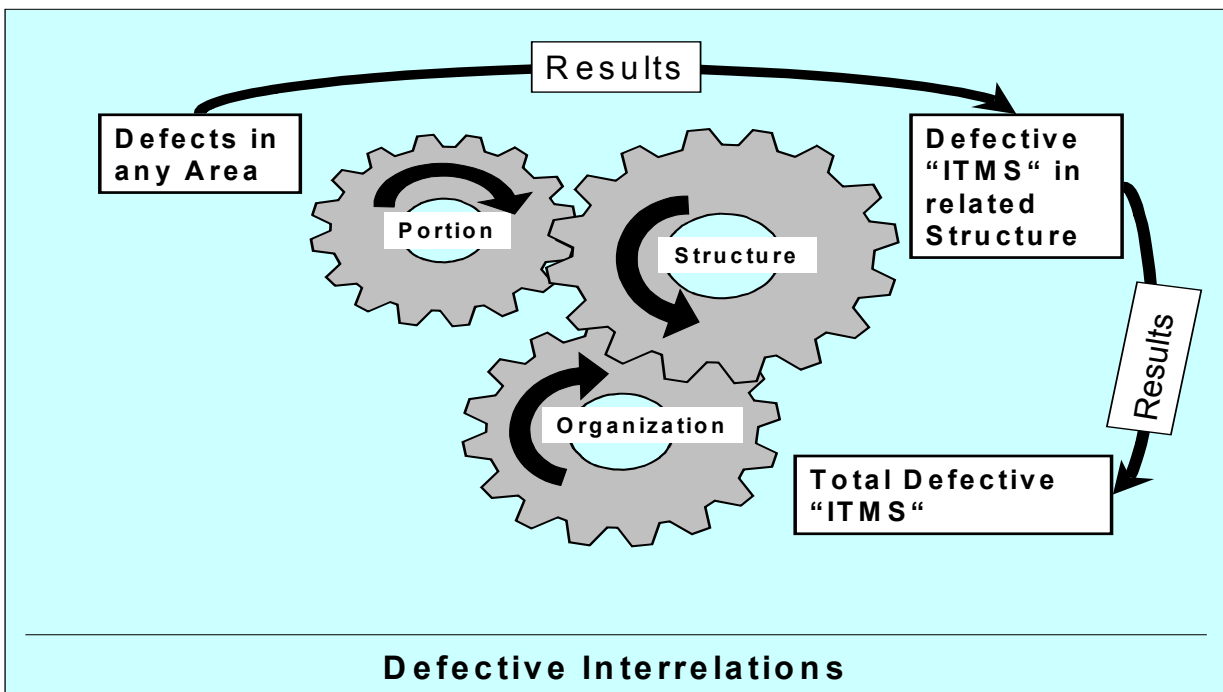 Results
Defects in
any Area
Defective
“ITMS“ in
related
Structure
Portion
Structure
Results
Organization
Total Defective
“ITMS“
Defective Interrelations